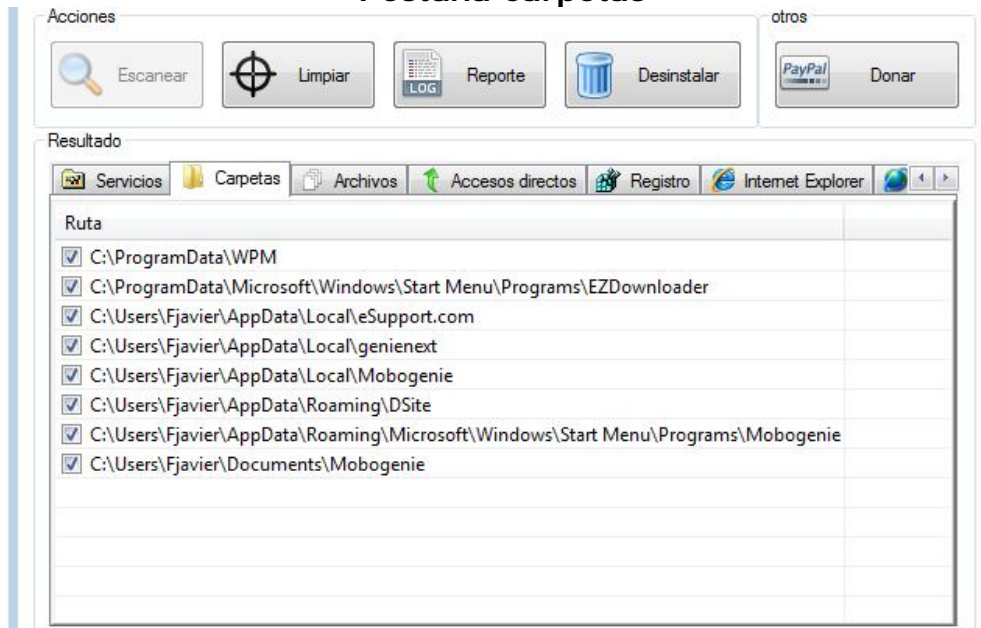 Pestaña carpetas
Acciones
otros
Escanear
Limpiar
LOG
Reporte
Desinstalar
PayPal
Donar
Resultado
Servicios
Carpetas
Archivos
Accesos directos
Registro
Internet Explorer
Ruta
C:\ProgramData\WPM
C:\ProgramData\Microsoft\Windows\Start Menu\Programs\EZDownloader
C:\Users\Fjavier\AppData\Local\eSupport.com
C:\Users\Fjavier\AppData\Local\genienext
C:\Users\Fjavier\AppData\Local\Mobogenie
C:\Users\Fjavier\AppData\Roaming\DSite
C:\Users\Fjavier\AppData\Roaming\Microsoft\Windows\Start Menu\Programs\Mobogenie
C:\Users\Fjavier\Documents\Mobogenie